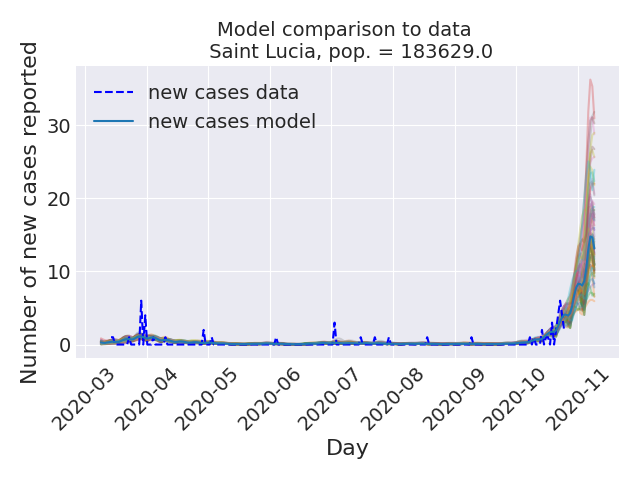 Model comparison to data
Saint Lucia, pop. = 183629.0
new cases data
new cases model
Number of new cases reported
30
20
10
0
2020-03
2020-04
2020-05
2020-06
2020-07
2020-08
2020-09
2020-10
2020-11
Day